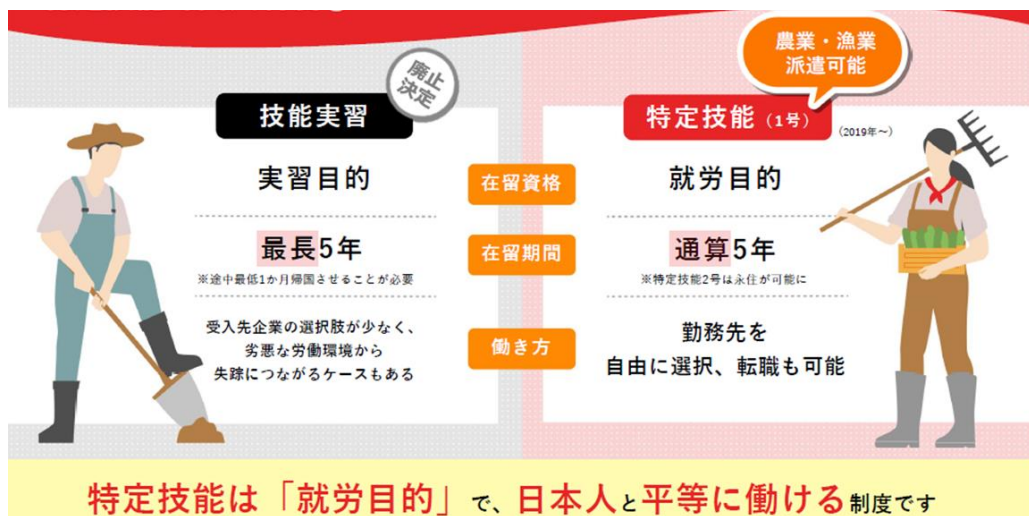 農業・漁業
派遣可能
廃止
決定
技能実習
特定技能（1号）
（2019年～）
実習目的
在留資格
就労目的
最長5年
※途中最低1か月帰国させることが必要
在留期間
通算5年
※特定技能2号は永住が可能に
受入先企業の選択肢が少なく、
劣悪な労働環境から
失踪につながるケースもある
働き方
勤務先を
自由に選択、転職も可能
特定技能は「就労目的」で、日本人と平等に働ける制度です